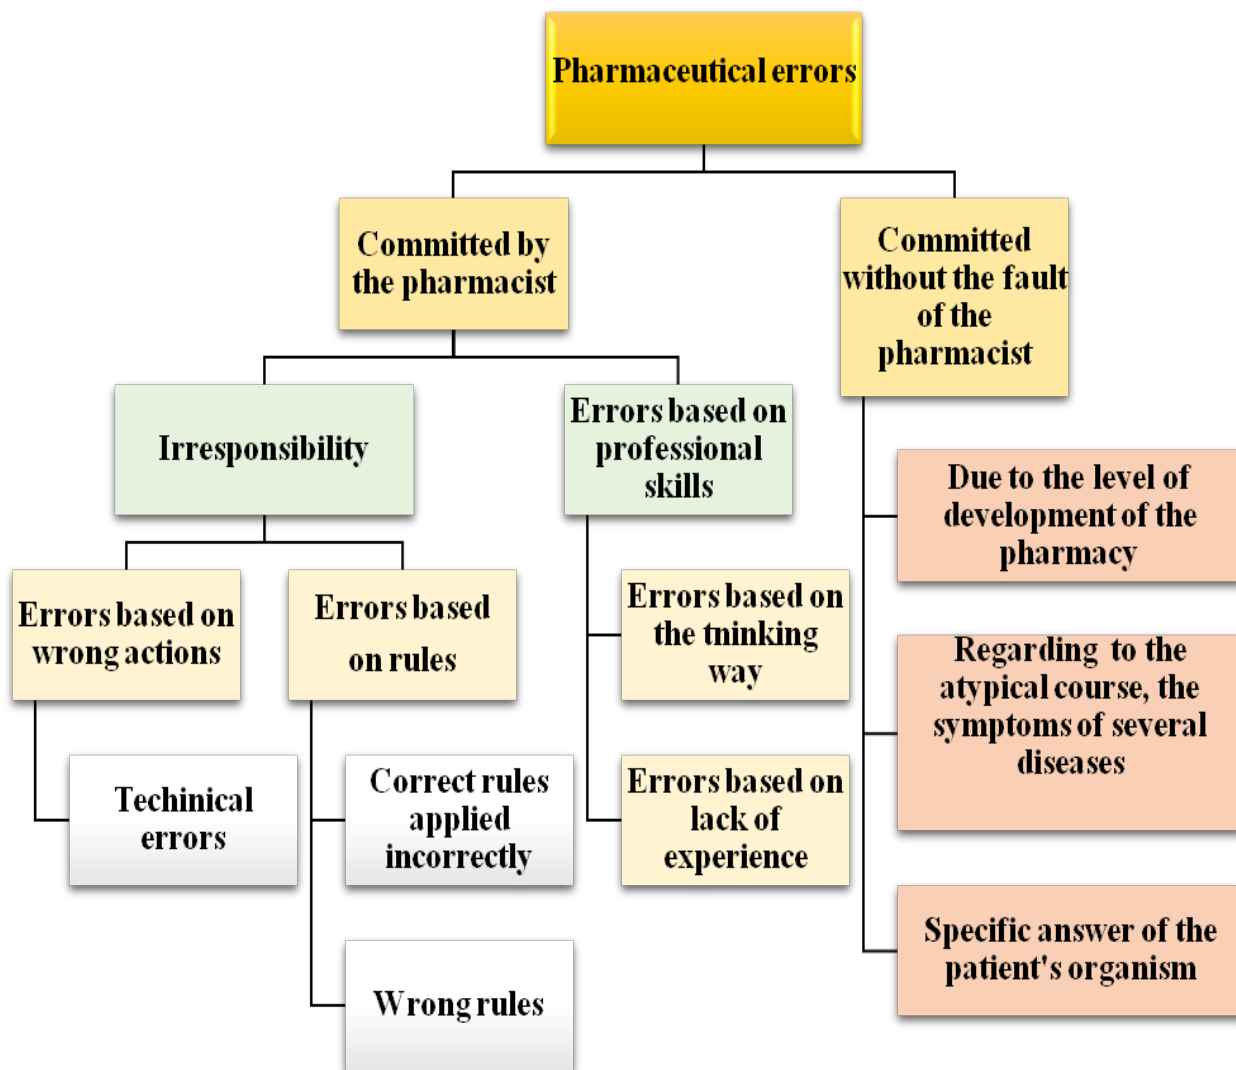 Pharmaceutical errors
Committed by
the pharmacist
Committed
without the fault
of the
pharmacist
Irresponsibility
Errors based on
professional
skills
Due to the level of
development of the
pharmacy
Errors based on
wrong actions
Errors based
on rules
Errors based on
the tninking
way
Regarding to the
atypical course, the
symptoms of several
diseases
Techinical
errors
Correct rules
applied
incorrectly
Errors based on
lack of
experience
Specific answer of the
patient's organism
Wrong rules